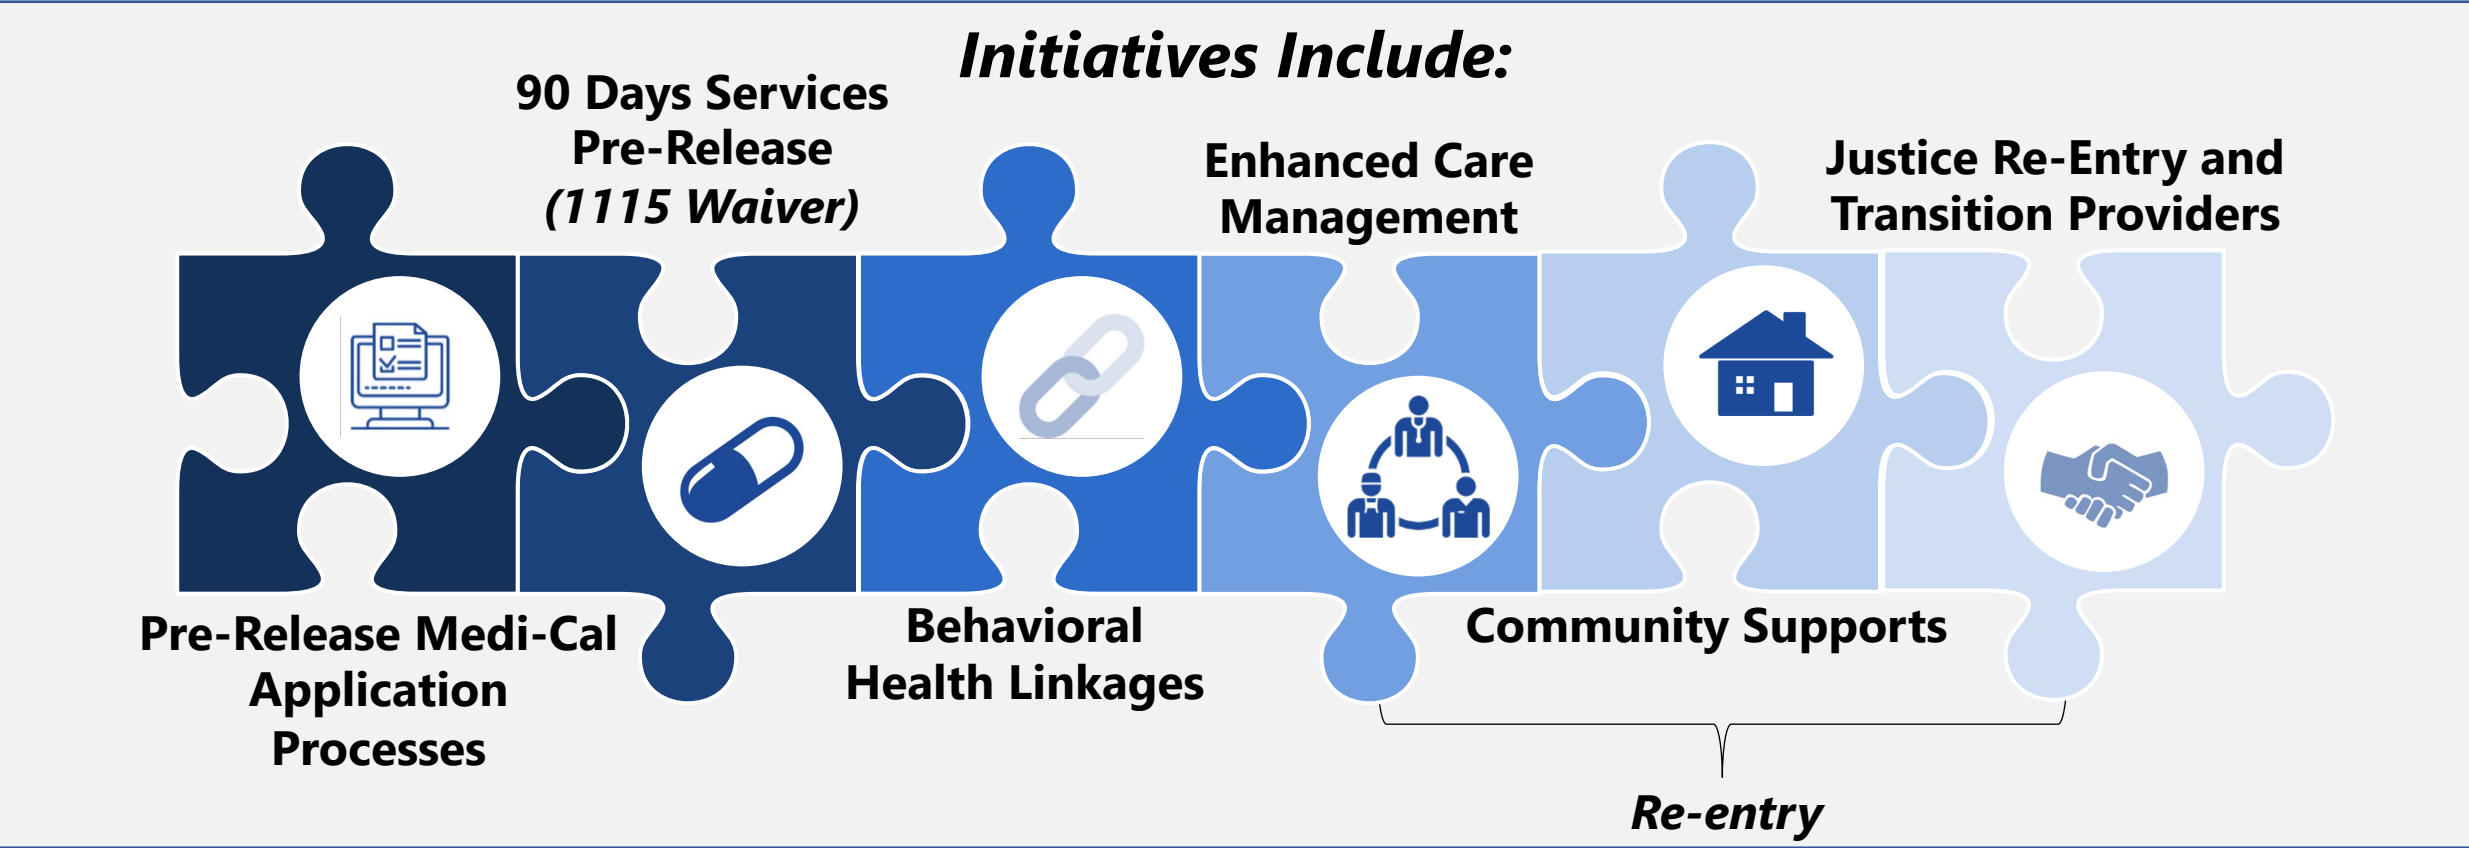 Initiatives Include:
90 Days Services
Pre-Release
(1115 Waiver)
Enhanced Care
Management
Justice Re-Entry and
Transition Providers
Pre-Release Medi-Cal
Application
Processes
Behavioral
Health Linkages
Community Supports
Re-entry